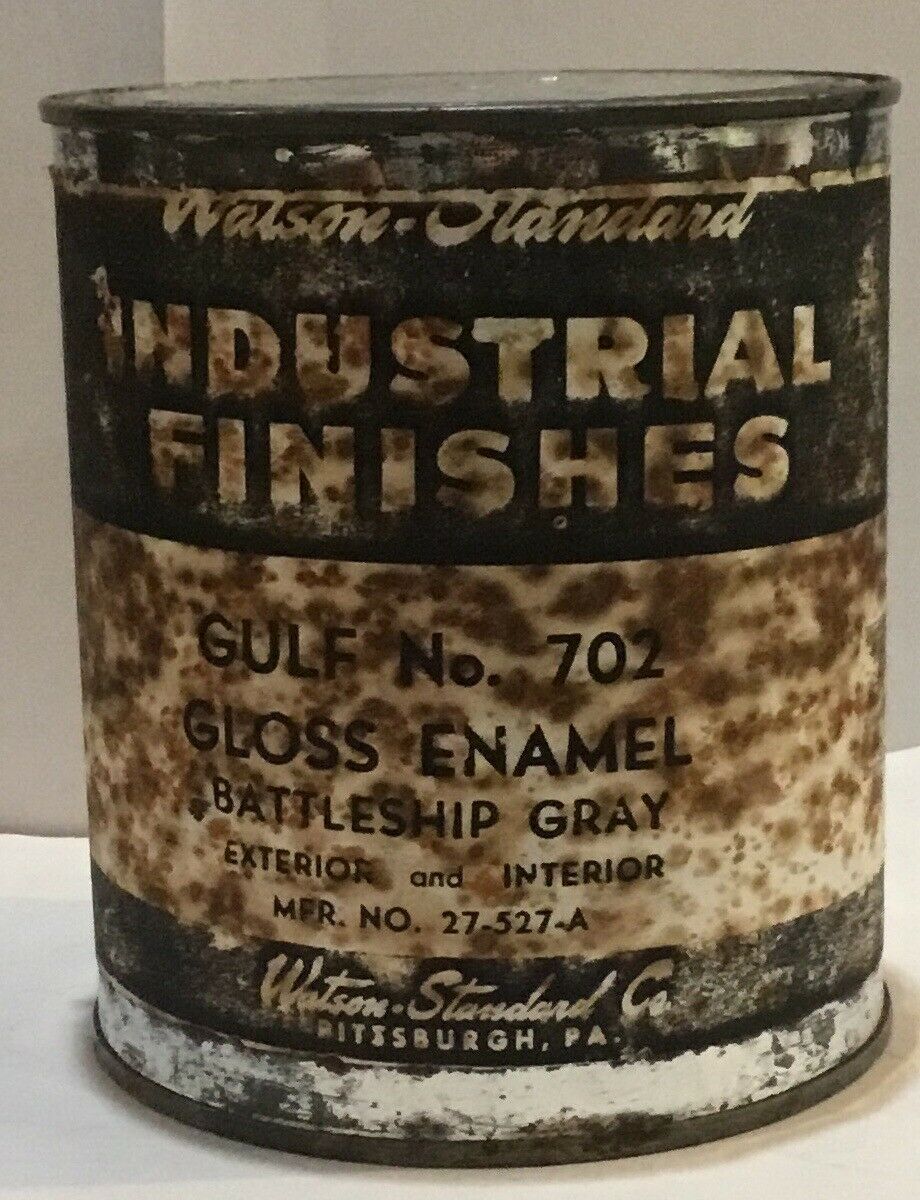 Watson-Standard
INDUSTRIAL
FINISHES
GULF No. 702
GLOSS ENAMEL
BATTLESHIP GRAY
EXTERIOR and INTERIOR
MFR. NO. 27-527-A
Watson-Standard Co.
PITTSBURGH, PA.